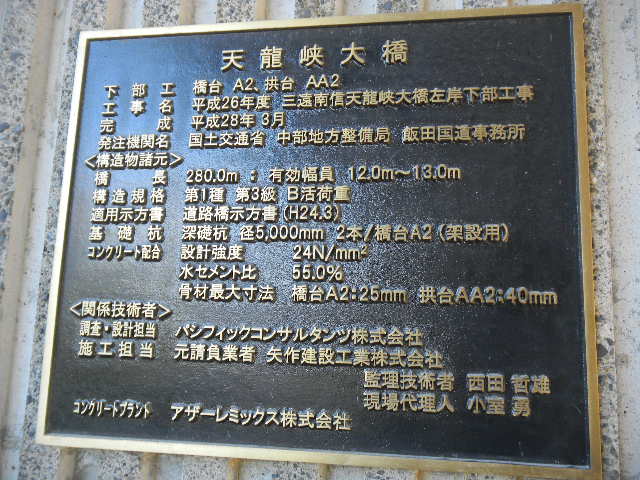 天龍峡大橋
下部工 橋台 A2、拱台 AA2
工事名 平成26年度 三遠南信天龍峡大橋左岸下部工事
完成 平成28年 3月
発注機関名 国土交通省 中部地方整備局 飯田国道事務所
<構造物諸元>
橋長 280.0m : 有効幅員 12.0m～13.0m
構造規格 第1種 第3級 B活荷重
適用示方書 道路橋示方書(H24.3)
基礎杭 深礎杭 径5,000mm 2本/橋台A2(架設用)
コンクリート配合 設計強度 24N/mm²
水セメント比 55.0%
骨材最大寸法 橋台A2:25mm 拱台AA2:40mm
<関係技術者>
調査・設計担当 パシフィックコンサルタンツ株式会社
施工担当 元請負業者 矢作建設工業株式会社
監理技術者 西田 哲雄
現場代理人 小室 勇
コンクリートプラント アザーレミックス株式会社